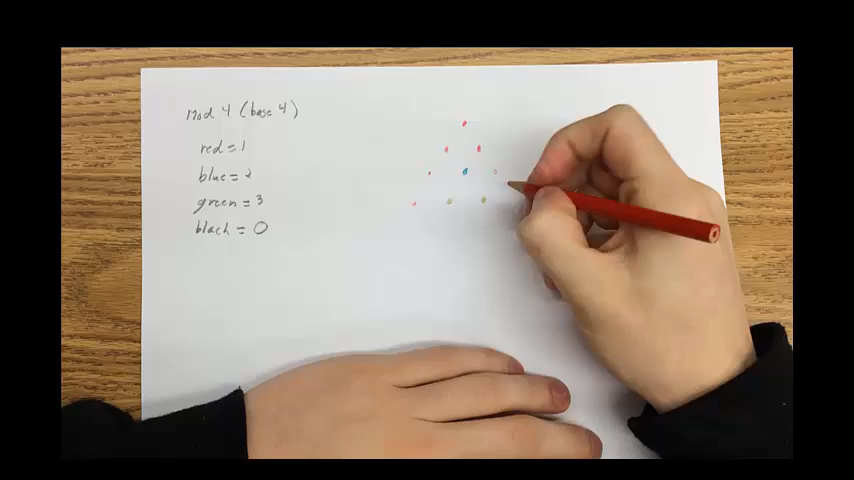 Mod 4 (base 4)
red = 1
blue = 2
green = 3
black = 0